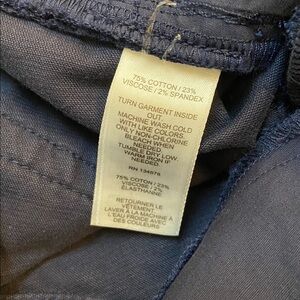 75% COTTON / 23%
VISCOSE / 2% SPANDEX
TURN GARMENT INSIDE
OUT.
MACHINE WASH COLD
WITH LIKE COLORS.
ONLY NON-CHLORINE
BLEACH WHEN
NEEDED.
TUMBLE DRY LOW.
WARM IRON IF
NEEDED.
RN 134576
75% COTTON / 23%
VISCOSE / 2%
ELASTHANNE
RETOURNER LE
VÊTEMENT.
LAVER À LA MACHINE À
L'EAU FROIDE AVEC
DES COULEURS